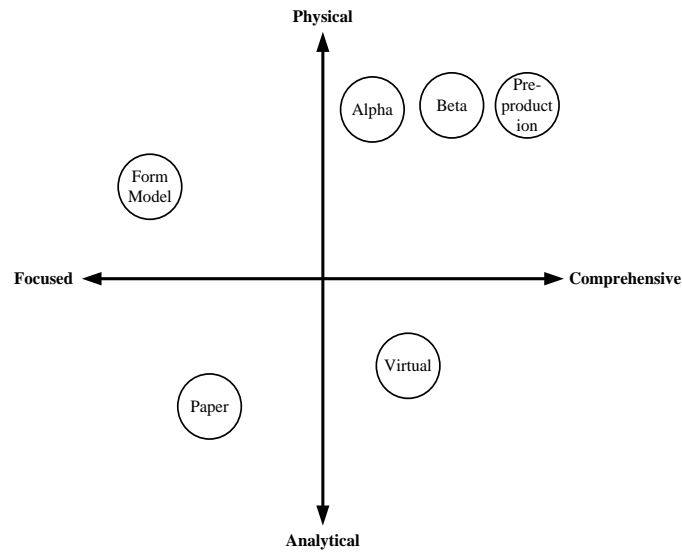 Physical
Alpha
Beta
Pre-
product
ion
Form
Model
Focused
Comprehensive
Virtual
Paper
Analytical